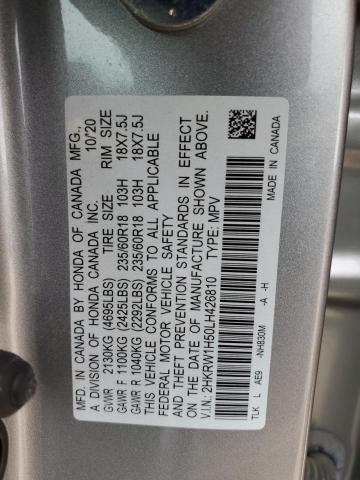 MFD. IN CANADA BY HONDA OF CANADA MFG.,
A DIVISION OF HONDA CANADA INC. 10/20
TIRE SIZE RIM SIZE
GVWR 2130KG (4695LBS)
GAWR F 1100KG (2425LBS) 235/60R18 103H 18X7.5J
GAWR R 1040KG (2292LBS) 235/60R18 103H 18X7.5J
THIS VEHICLE CONFORMS TO ALL APPLICABLE
FEDERAL MOTOR VEHICLE SAFETY
AND THEFT PREVENTION STANDARDS IN EFFECT
ON THE DATE OF MANUFACTURE SHOWN ABOVE.
V.I.N.: 2HKRW1H50LH426810 TYPE: MPV
TLK L AE9 -NH830M -A -H MADE IN CANADA